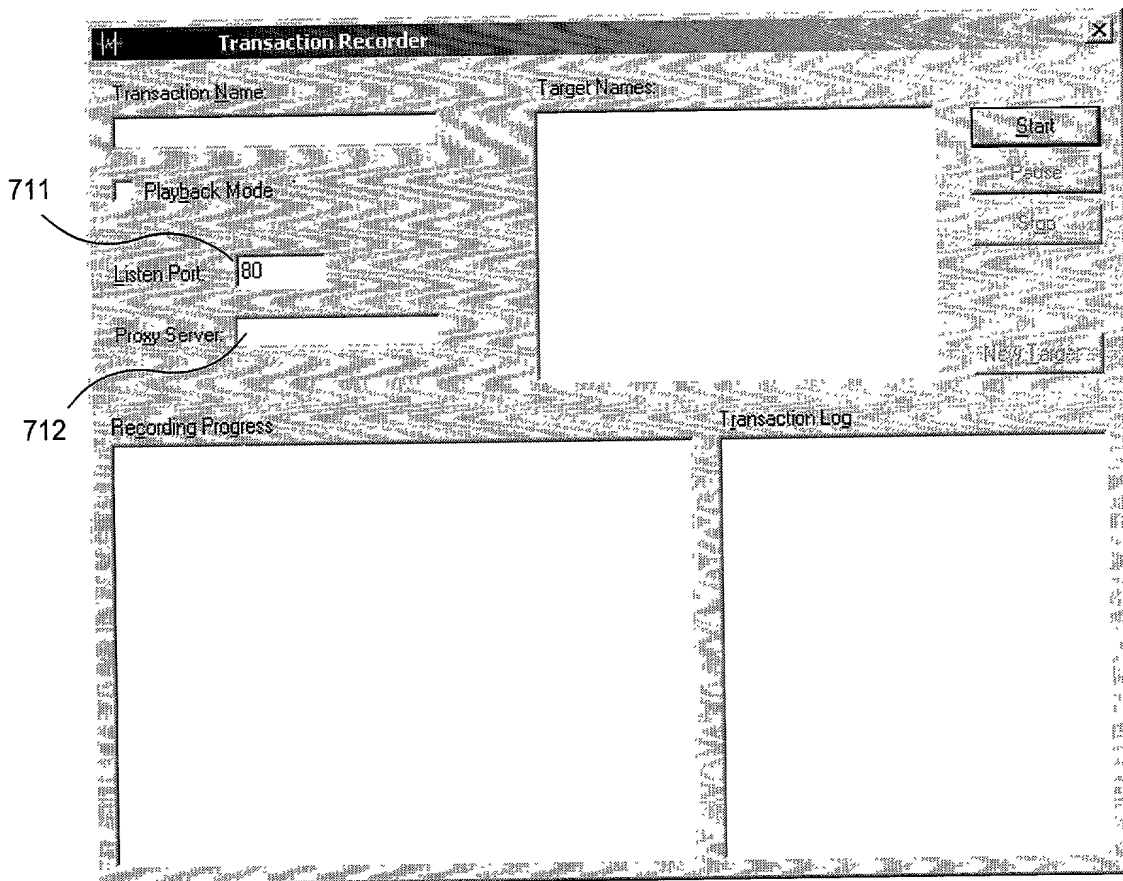 Transaction Recorder
Transaction Name:
Target Names:
Start
Pause
Stop
New Targets
711
Playback Mode
Listen Port:
80
Proxy Server:
712
Recording Progress
Transaction Log